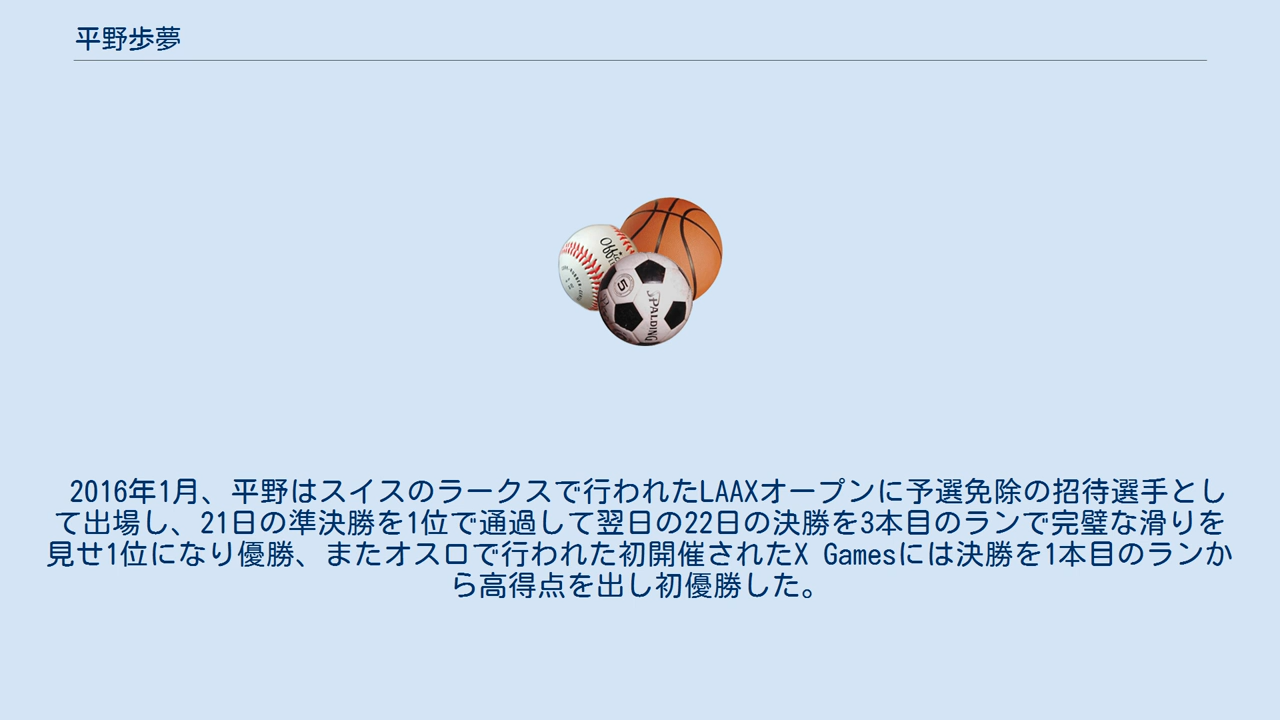 平野歩夢
Offici
5
SPALDING
2016年1月、平野はスイスのラークスで行われたLAAXオープンに予選免除の招待選手とし
て出場し、21日の準決勝を1位で通過して翌日の22日の決勝を3本目のランで完璧な滑りを
見せ1位になり優勝、またオスロで行われた初開催されたX Gamesには決勝を1本目のランか
ら高得点を出し初優勝した。